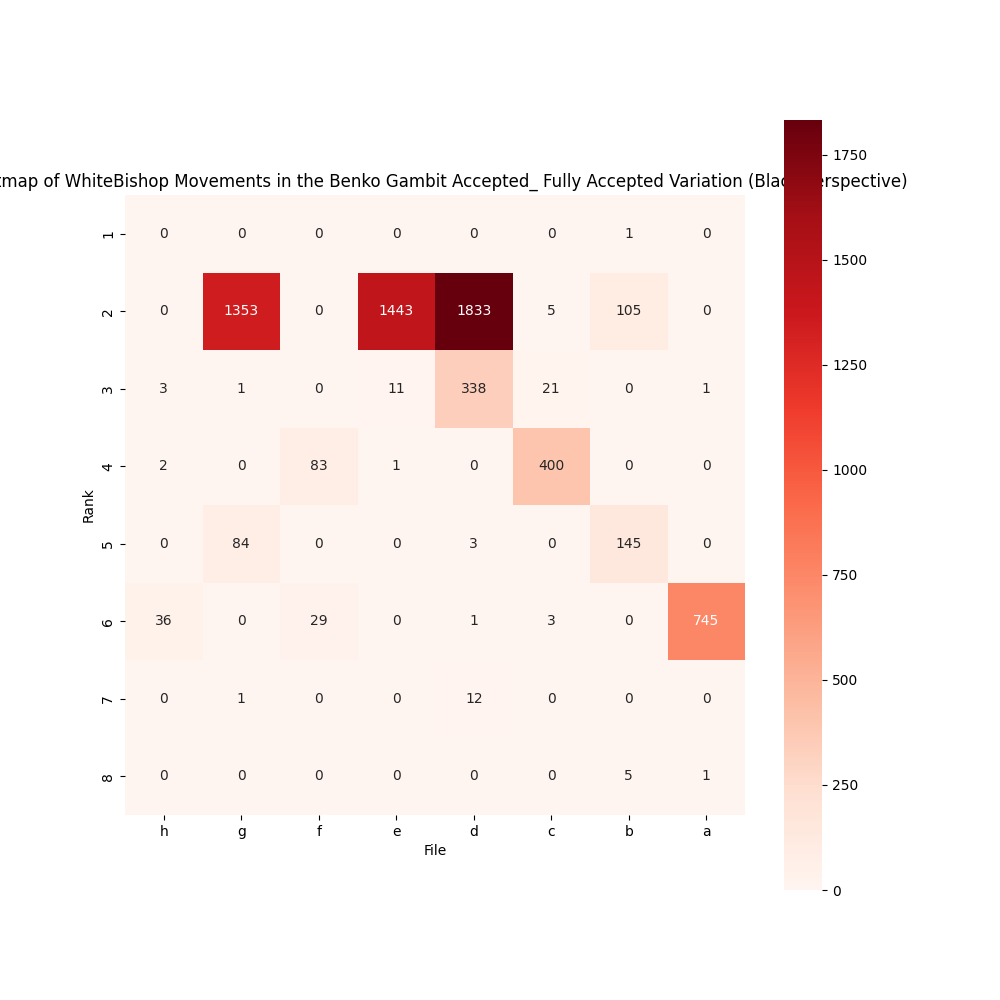 tmap of WhiteBishop Movements in the Benko Gambit Accepted_ Fully Accepted Variation (Black Perspective)
1 0 0 0 0 0 0 1 0
2 0 1353 0 1443 1833 5 105 0
3 3 1 0 11 338 21 0 1
4 2 0 83 1 0 400 0 0
5 0 84 0 0 3 0 145 0
6 36 0 29 0 1 3 0 745
7 0 1 0 0 12 0 0 0
8 0 0 0 0 0 0 5 1
h g f e d c b a
File
Rank
1750
1500
1250
1000
750
500
250
0